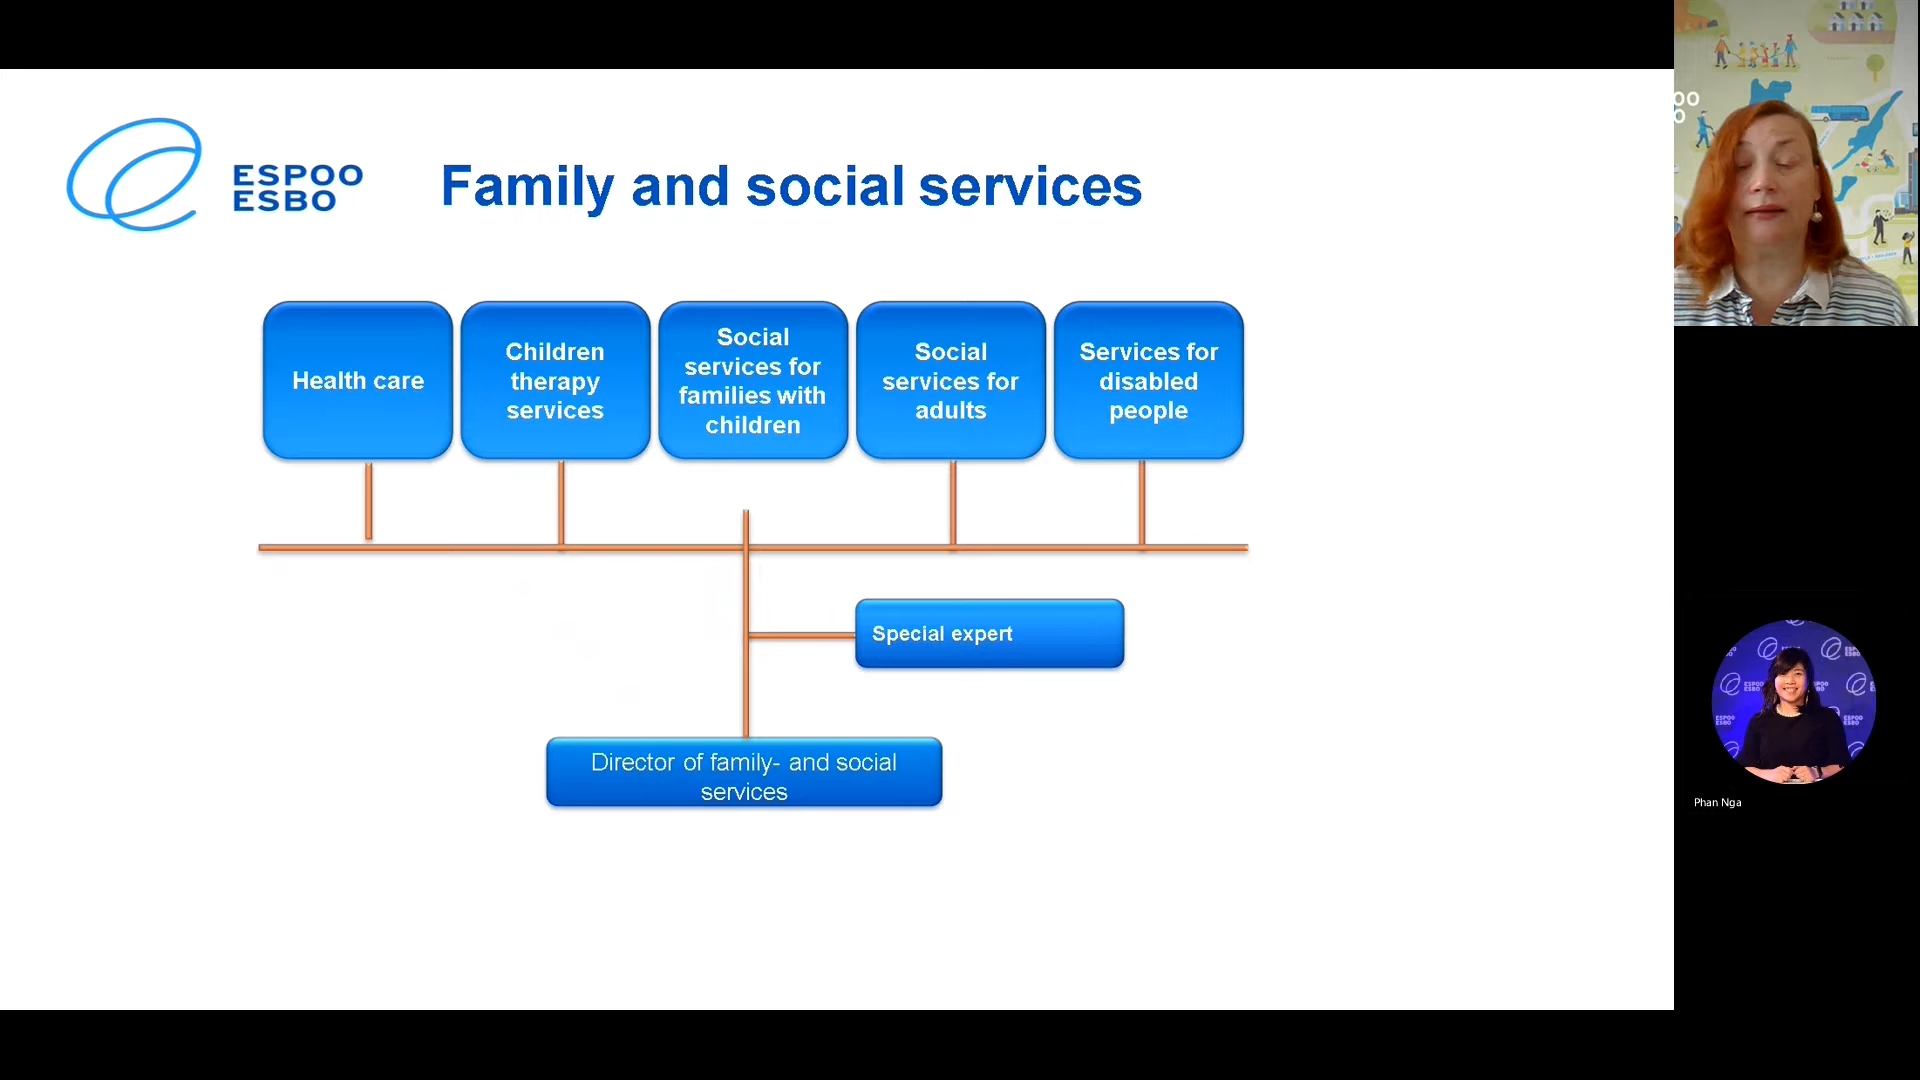 ESPOO
ESBO
Family and social services
Health care
Children
therapy
services
Social
services for
families with
children
Social
services for
adults
Services for
disabled
people
Special expert
Director of family- and social
services
OO
O
Phan Nga